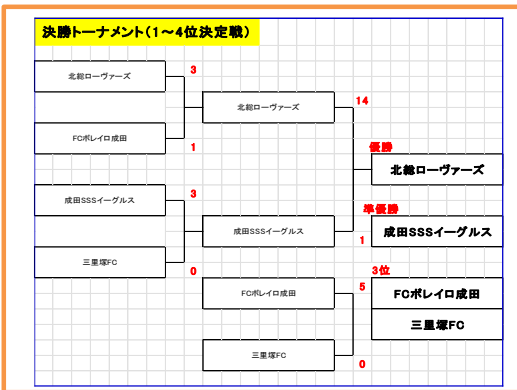 決勝トーナメント(1～4位決定戦)
北総ローヴァーズ
3
北総ローヴァーズ
14
FCボレイロ成田
1
優勝
北総ローヴァーズ
成田SSSイーグルス
3
準優勝
成田SSSイーグルス
1
成田SSSイーグルス
三里塚FC
0
3位
FCボレイロ成田
5
FCボレイロ成田
三里塚FC
三里塚FC
0